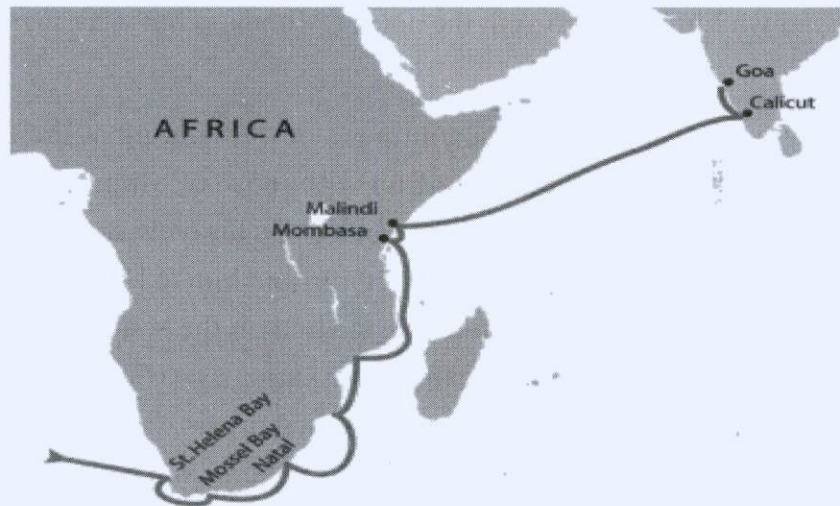 Goa
Calicut
AFRICA
Malindi
Mombasa
St. Helena Bay
Mossel Bay
Natal